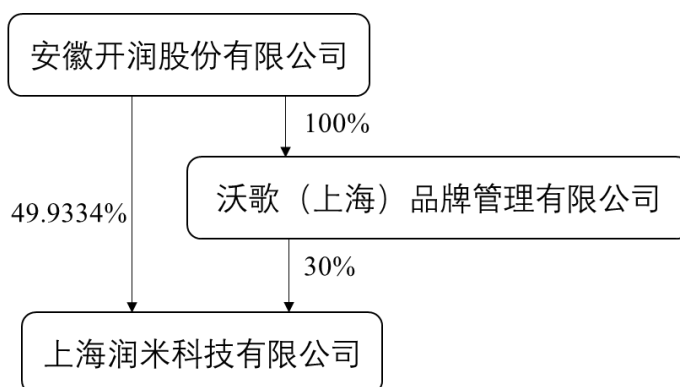 安徽开润股份有限公司
100%
沃歌（上海）品牌管理有限公司
49.9334%
30%
上海润米科技有限公司